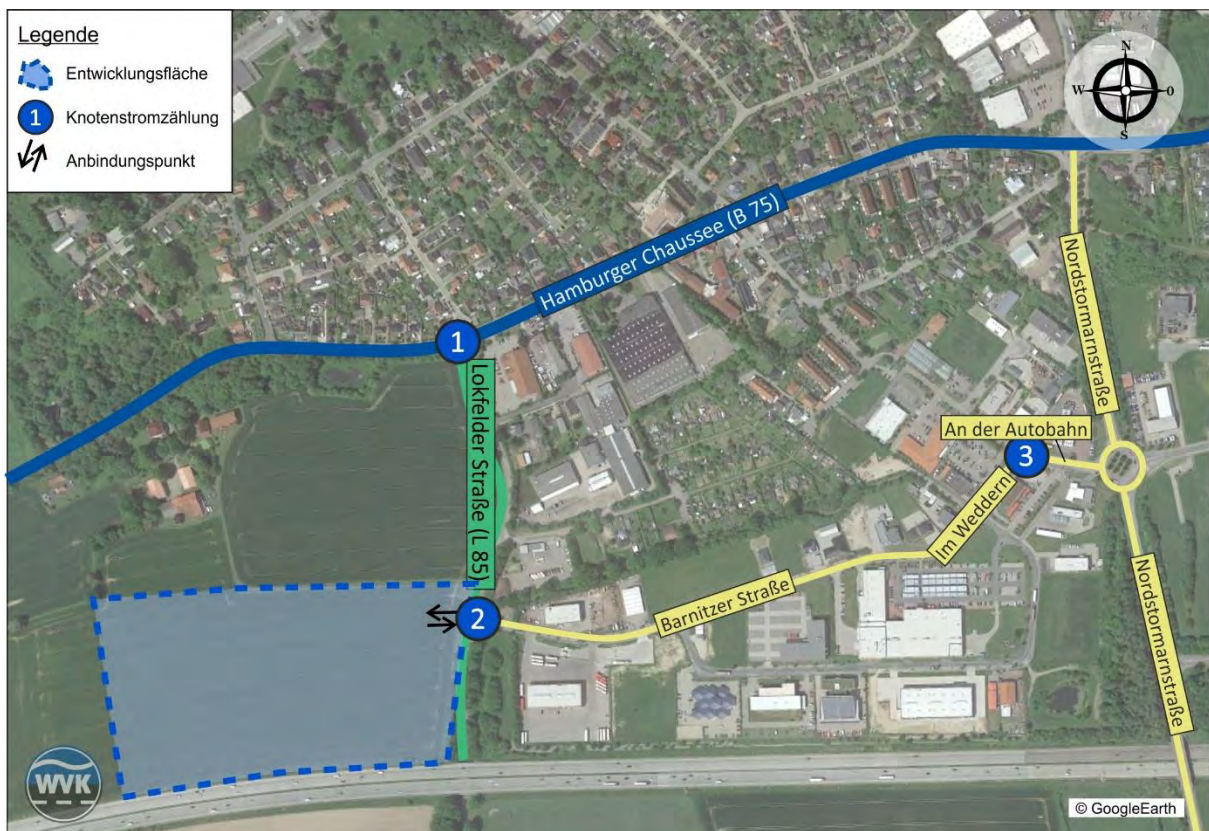 Legende
Entwicklungsfläche
1
Knotenstromzählung
Anbindungspunkt
N
W
O
S
Hamburger Chaussee (B 75)
Nordstormarnstraße
1
Lokfelder Straße (L 85)
An der Autobahn
3
Im Weddern
2
Barnitzer Straße
Nordstormarnstraße
WVK
© GoogleEarth